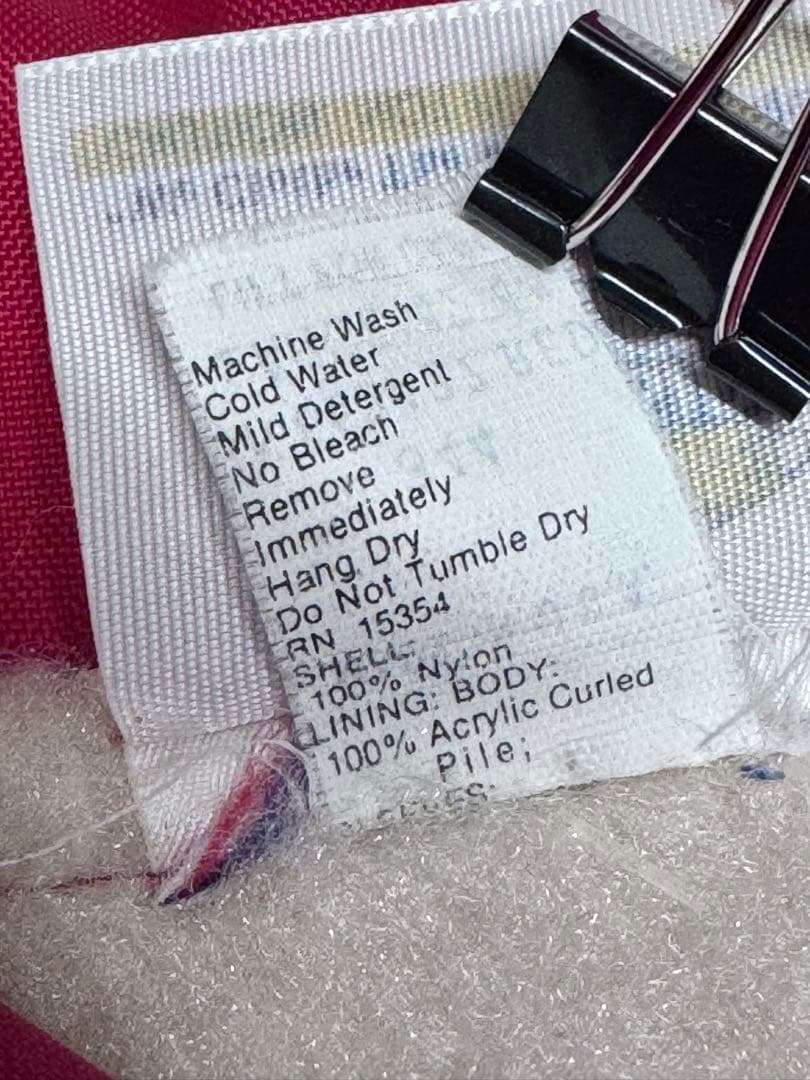 Machine Wash
Cold Water
Mild Detergent
No Bleach
Remove
Immediately
Hang Dry
Do Not Tumble Dry
RN 15354
SHELL:
100% Nylon
LINING: BODY:
100% Acrylic Curled
Pile;